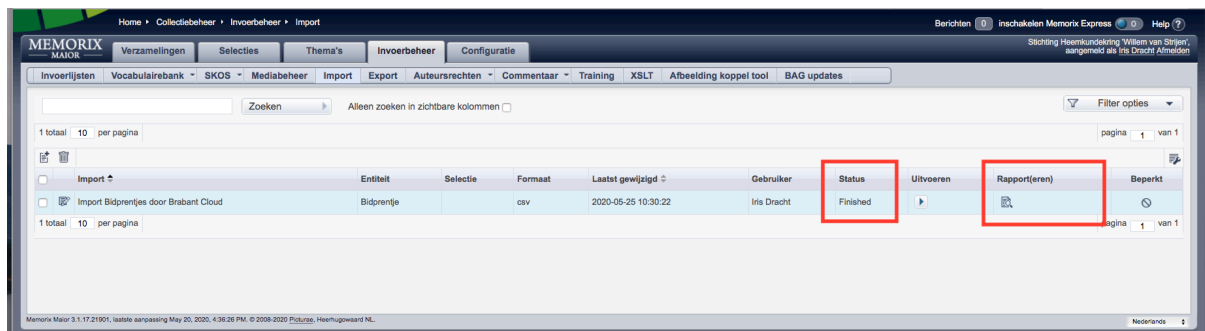 Home ▸ Collectiebeheer ▸ Invoerbeheer ▸ Import Berichten 0 inschakelen Memorix Express 0 Help ?
MEMORIX MAIOR Verzamelingen Selecties Thema's Invoerbeheer Configuratie
Stichting Heemkundekring 'Willem van Strijen',
aangemeld als Iris Dracht Afmelden
Invoerlijsten Vocabulairebank SKOS Mediabeheer Import Export Auteursrechten Commentaar Training XSLT Afbeelding koppel tool BAG updates
Zoeken Alleen zoeken in zichtbare kolommen Filter opties
1 totaal 10 per pagina pagina 1 van 1
Import Entiteit Selectie Formaat Laatst gewijzigd Gebruiker Status Uitvoeren Rapport(eren) Beperkt
Import Bidprentjes door Brabant Cloud Bidprentje csv 2020-05-25 10:30:22 Iris Dracht Finished
1 totaal 10 per pagina pagina 1 van 1
Memorix Maior 3.1.17.21901, laatste aanpassing May 20, 2020, 4:36:26 PM. © 2008-2020 Picturae, Heerhugowaard NL. Nederlands